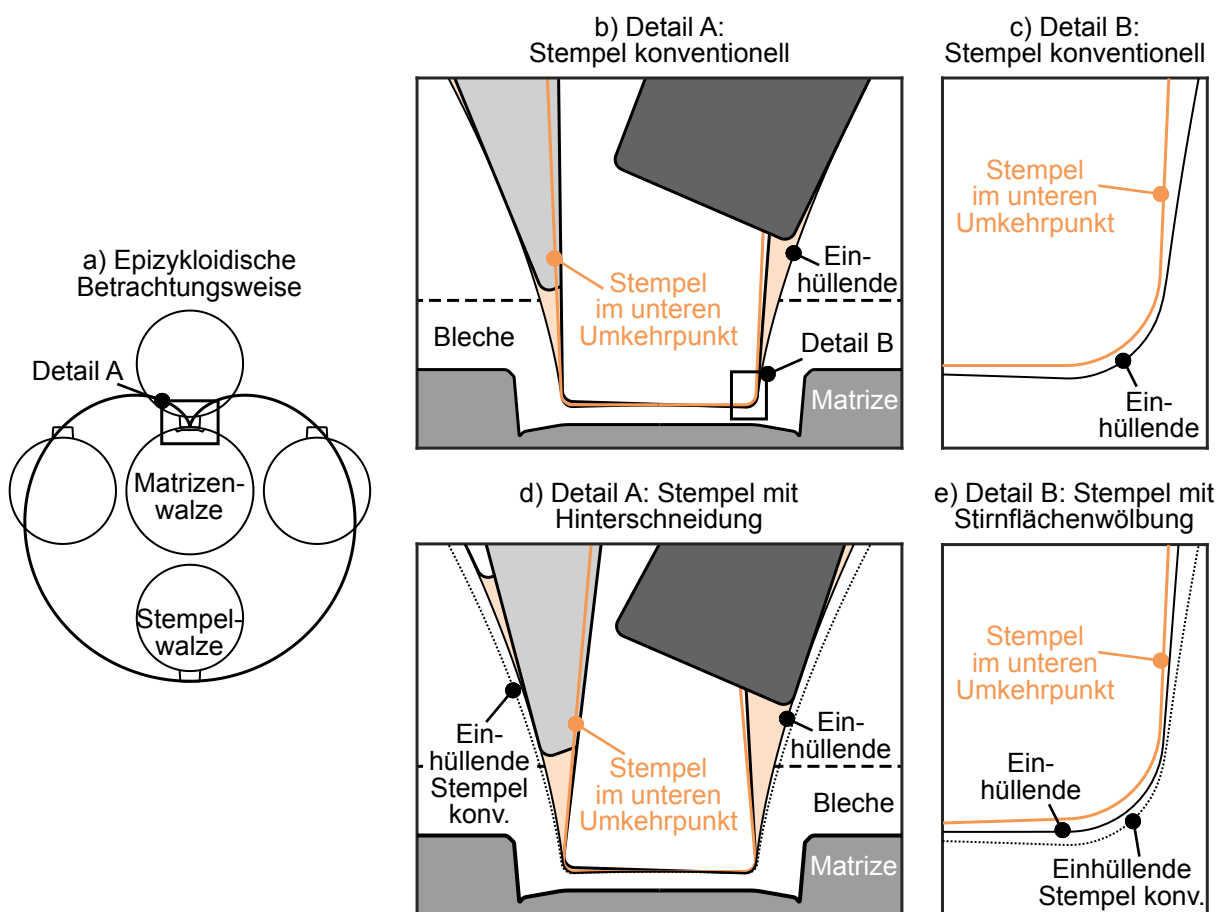 a) Epizykloidische
Betrachtungsweise
Detail A
Matrizen-
walze
Stempel-
walze
b) Detail A:
Stempel konventionell
Stempel
im unteren
Umkehrpunkt
Ein-
hüllende
Bleche
Detail B
Matrize
c) Detail B:
Stempel konventionell
Stempel
im unteren
Umkehrpunkt
Ein-
hüllende
d) Detail A: Stempel mit
Hinterschneidung
Ein-
hüllende
Stempel
konv.
Stempel
im unteren
Umkehrpunkt
Ein-
hüllende
Bleche
Matrize
e) Detail B: Stempel mit
Stirnflächenwölbung
Stempel
im unteren
Umkehrpunkt
Ein-
hüllende
Einhüllende
Stempel konv.